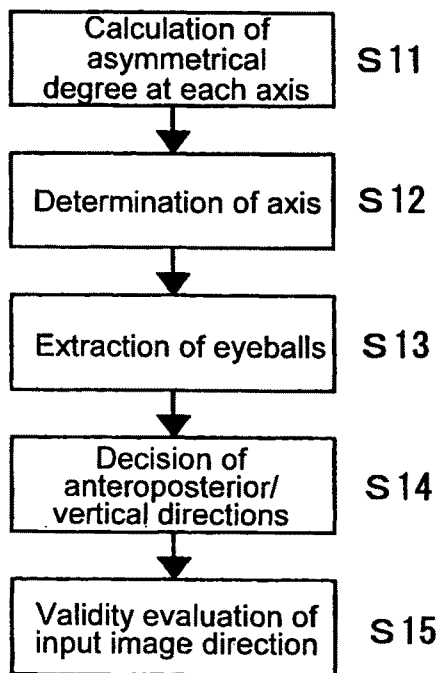 Calculation of
asymmetrical
degree at each axis
S11
Determination of axis
S12
Extraction of eyeballs
S13
Decision of
anteroposterior/
vertical directions
S14
Validity evaluation of
input image direction
S15